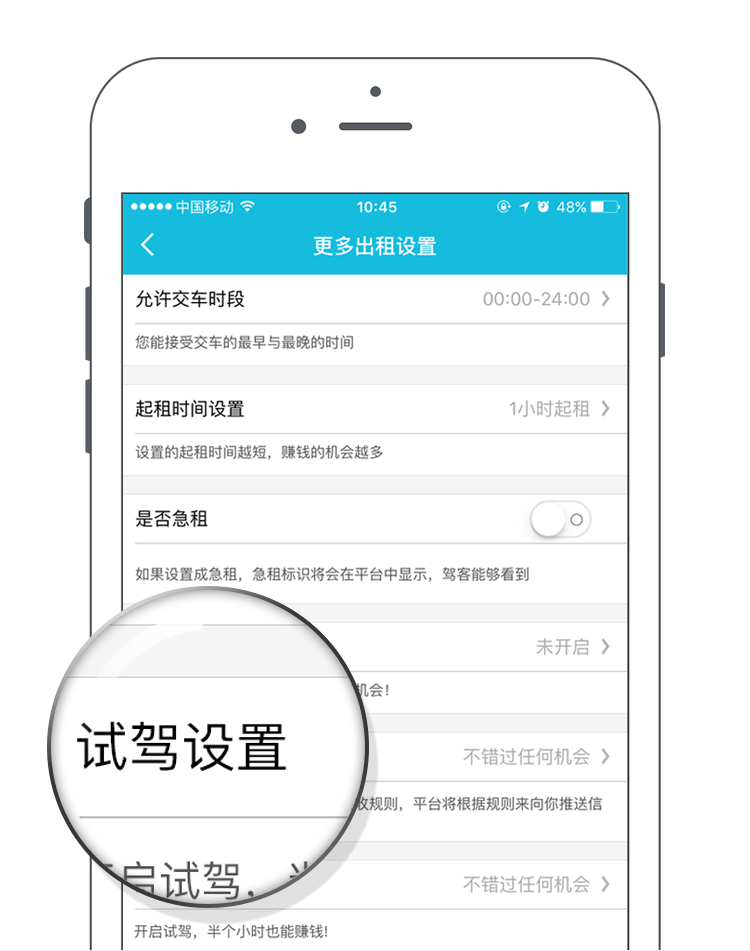 中国移动 10:45 48%
更多出租设置
允许交车时段 00:00-24:00
您能接受交车的最早与最晚的时间
起租时间设置 1小时起租
设置的起租时间越短，赚钱的机会越多
是否急租
如果设置成急租，急租标识将会在平台中显示，驾客能够看到
未开启
机会!
试驾设置
不错过任何机会
收规则，平台将根据规则来向你推送信
启试驾，
不错过任何机会
开启试驾，半个小时也能赚钱!